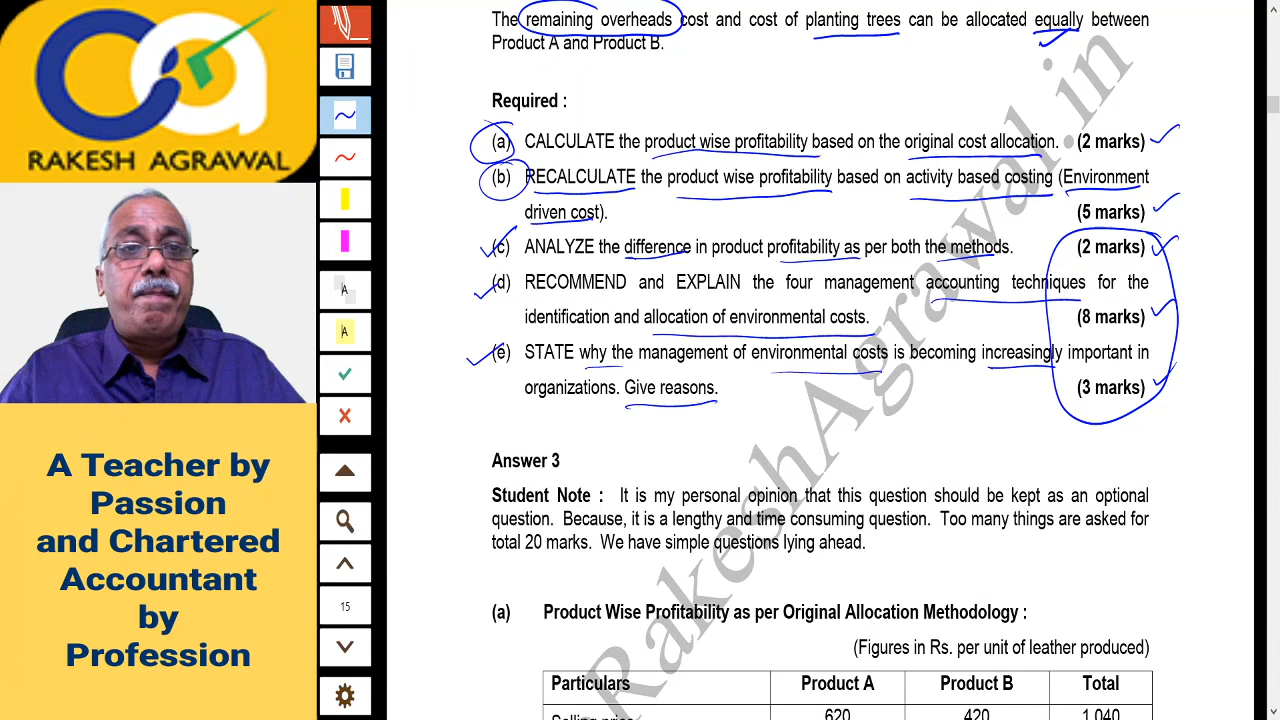 RAKESH AGRAWAL
A Teacher by
Passion
and Chartered
Accountant
by
Profession
A
A
15
The remaining overheads cost and cost of planting trees can be allocated equally between
Product A and Product B.
Required :
(a) CALCULATE the product wise profitability based on the original cost allocation. (2 marks)
(b) RECALCULATE the product wise profitability based on activity based costing (Environment
driven cost). (5 marks)
(c) ANALYZE the difference in product profitability as per both the methods. (2 marks)
(d) RECOMMEND and EXPLAIN the four management accounting techniques for the
identification and allocation of environmental costs. (8 marks)
(e) STATE why the management of environmental costs is becoming increasingly important in
organizations. Give reasons. (3 marks)
Answer 3
Student Note : It is my personal opinion that this question should be kept as an optional
question. Because, it is a lengthy and time consuming question. Too many things are asked for
total 20 marks. We have simple questions lying ahead.
(a) Product Wise Profitability as per Original Allocation Methodology :
(Figures in Rs. per unit of leather produced)
Particulars Product A Product B Total
Selling price 620 420 1,040
RakeshAgrawal.in